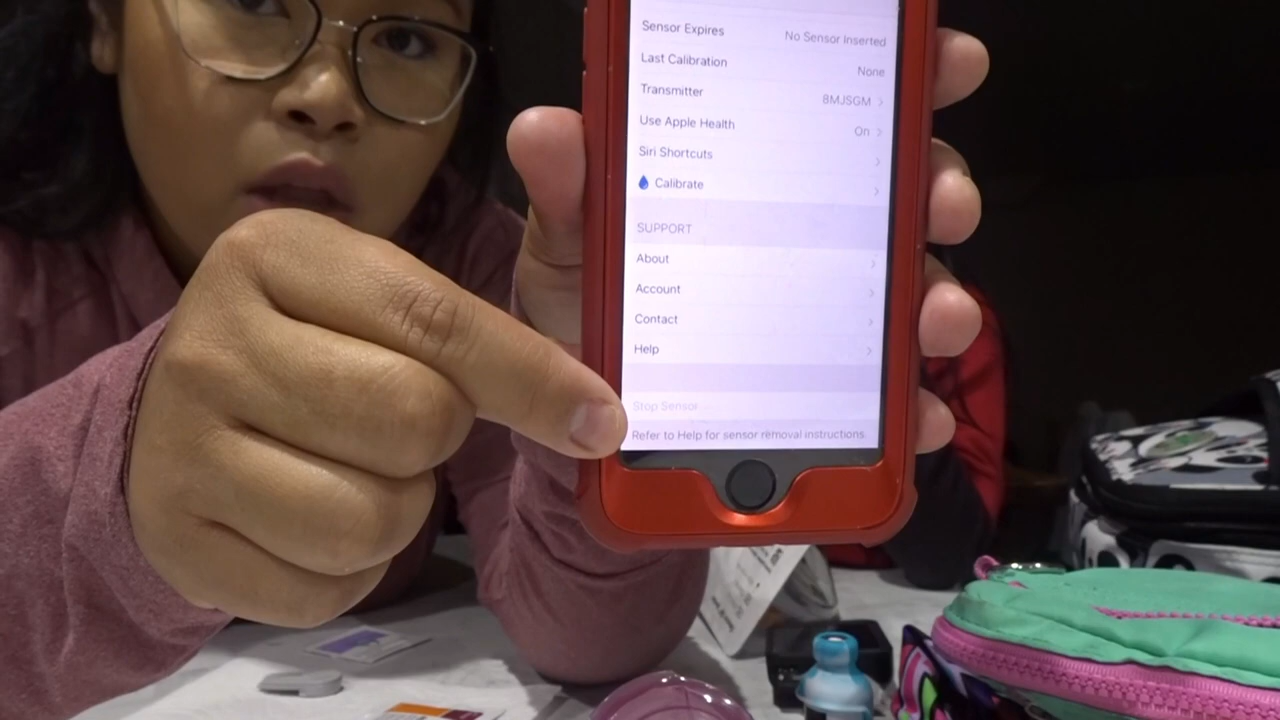 Sensor Expires No Sensor Inserted
Last Calibration None
Transmitter 8MJSGM
Use Apple Health On
Siri Shortcuts
Calibrate
SUPPORT
About
Account
Contact
Help
Stop Sensor
Refer to Help for sensor removal instructions